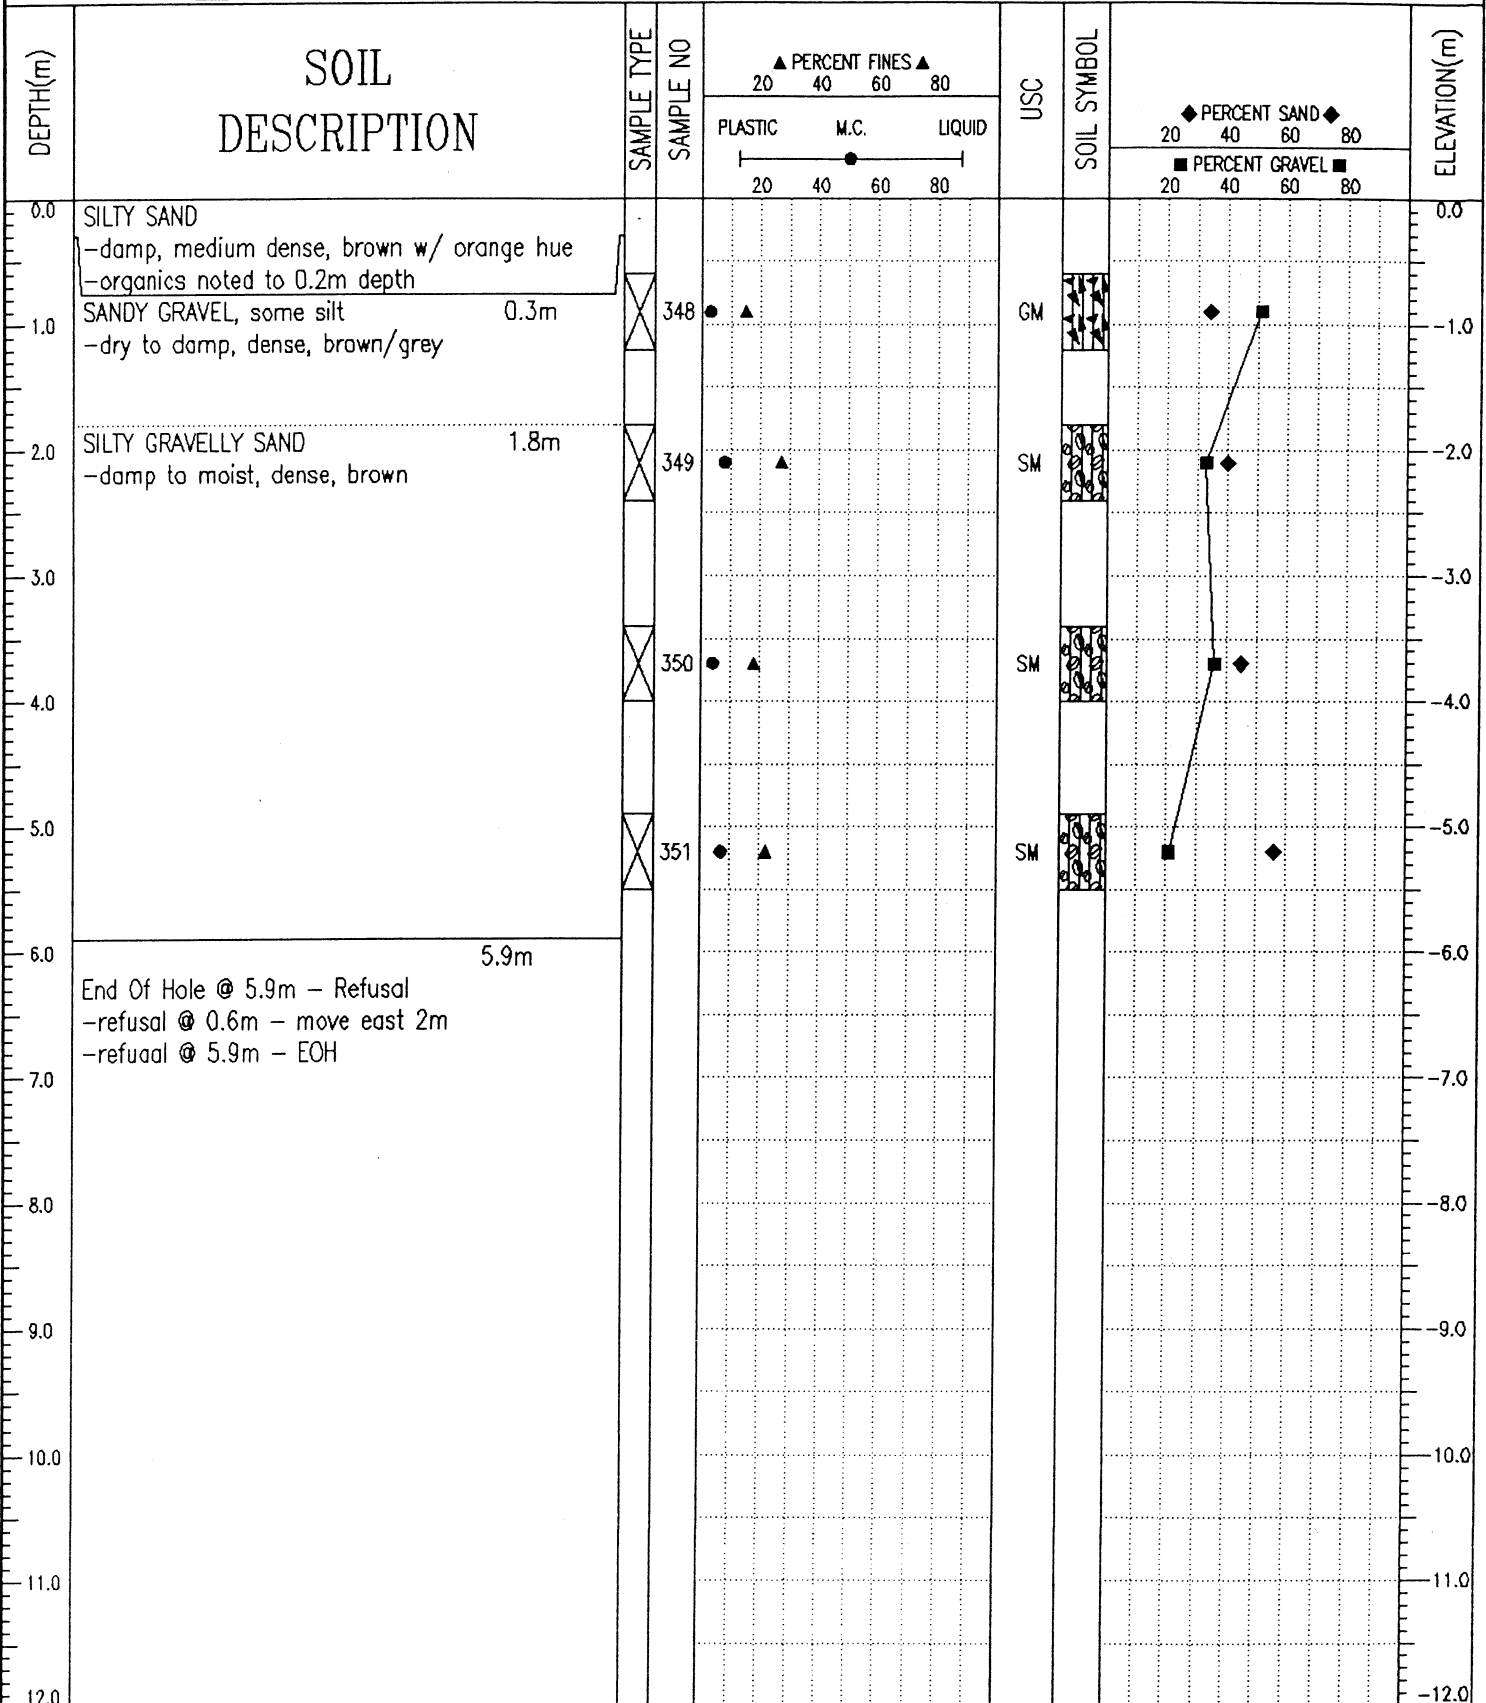 DEPTH(m)
SOIL
DESCRIPTION
SAMPLE TYPE
SAMPLE NO
▲ PERCENT FINES ▲
20 40 60 80
PLASTIC M.C. LIQUID
20 40 60 80
USC
SOIL SYMBOL
◆ PERCENT SAND ◆
20 40 60 80
■ PERCENT GRAVEL ■
20 40 60 80
ELEVATION(m)
0.0 SILTY SAND 0.0
-damp, medium dense, brown w/ orange hue
-organics noted to 0.2m depth
SANDY GRAVEL, some silt 0.3m 348 GM
1.0 -1.0
-dry to damp, dense, brown/grey
SILTY GRAVELLY SAND 1.8m
2.0 349 SM -2.0
-damp to moist, dense, brown
3.0 -3.0
350 SM
4.0 -4.0
5.0 -5.0
351 SM
5.9m
6.0 -6.0
End Of Hole @ 5.9m - Refusal
-refusal @ 0.6m - move east 2m
-refuaal @ 5.9m - EOH
7.0 -7.0
8.0 -8.0
9.0 -9.0
10.0 -10.0
11.0 -11.0
12.0 -12.0